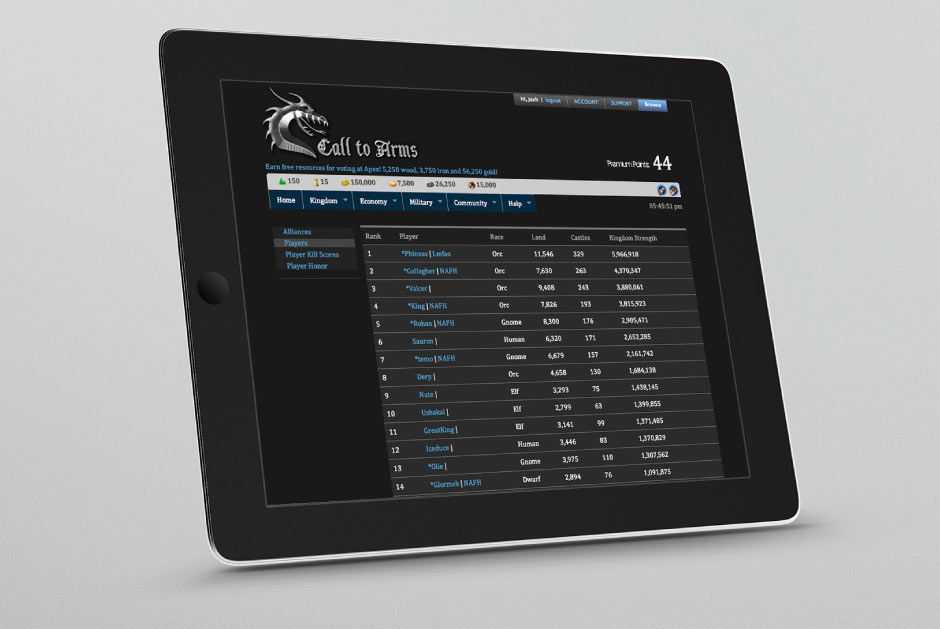 Hi, josh | logout ACCOUNT SUPPORT Browse
Call to Arms
Premium Points: 44
Earn free resources for voting at Apex! 5,250 wood, 3,750 iron and 56,250 gold!
150 15 150,000 7,500 26,250 15,000
Home Kingdom Economy Military Community Help
05:45:51 pm
Alliances
Players
Player Kill Scores
Player Honor
Rank Player Race Land Castles Kingdom Strength
1 *Phineas | Lmfao Orc 11,546 329 5,966,918
2 *Gallagher | NAFH Orc 7,630 263 4,370,347
3 *Valcer | Orc 9,408 243 3,880,061
4 *King | NAFH Orc 7,826 193 3,815,923
5 *Rohan | NAFH Gnome 8,300 176 2,905,471
6 Sauron | Human 6,320 171 2,652,285
7 *temo | NAFH Gnome 6,679 157 2,161,742
8 Derp | Orc 4,658 130 1,684,138
9 Nate | Elf 3,293 75 1,438,145
10 Ushakal | Elf 2,799 63 1,399,855
11 GreatKing | Elf 3,141 99 1,371,485
12 Iceduce | Human 3,446 83 1,370,829
13 *Olie | Gnome 3,975 110 1,307,562
14 *Glormek | NAFH Dwarf 2,894 76 1,091,875